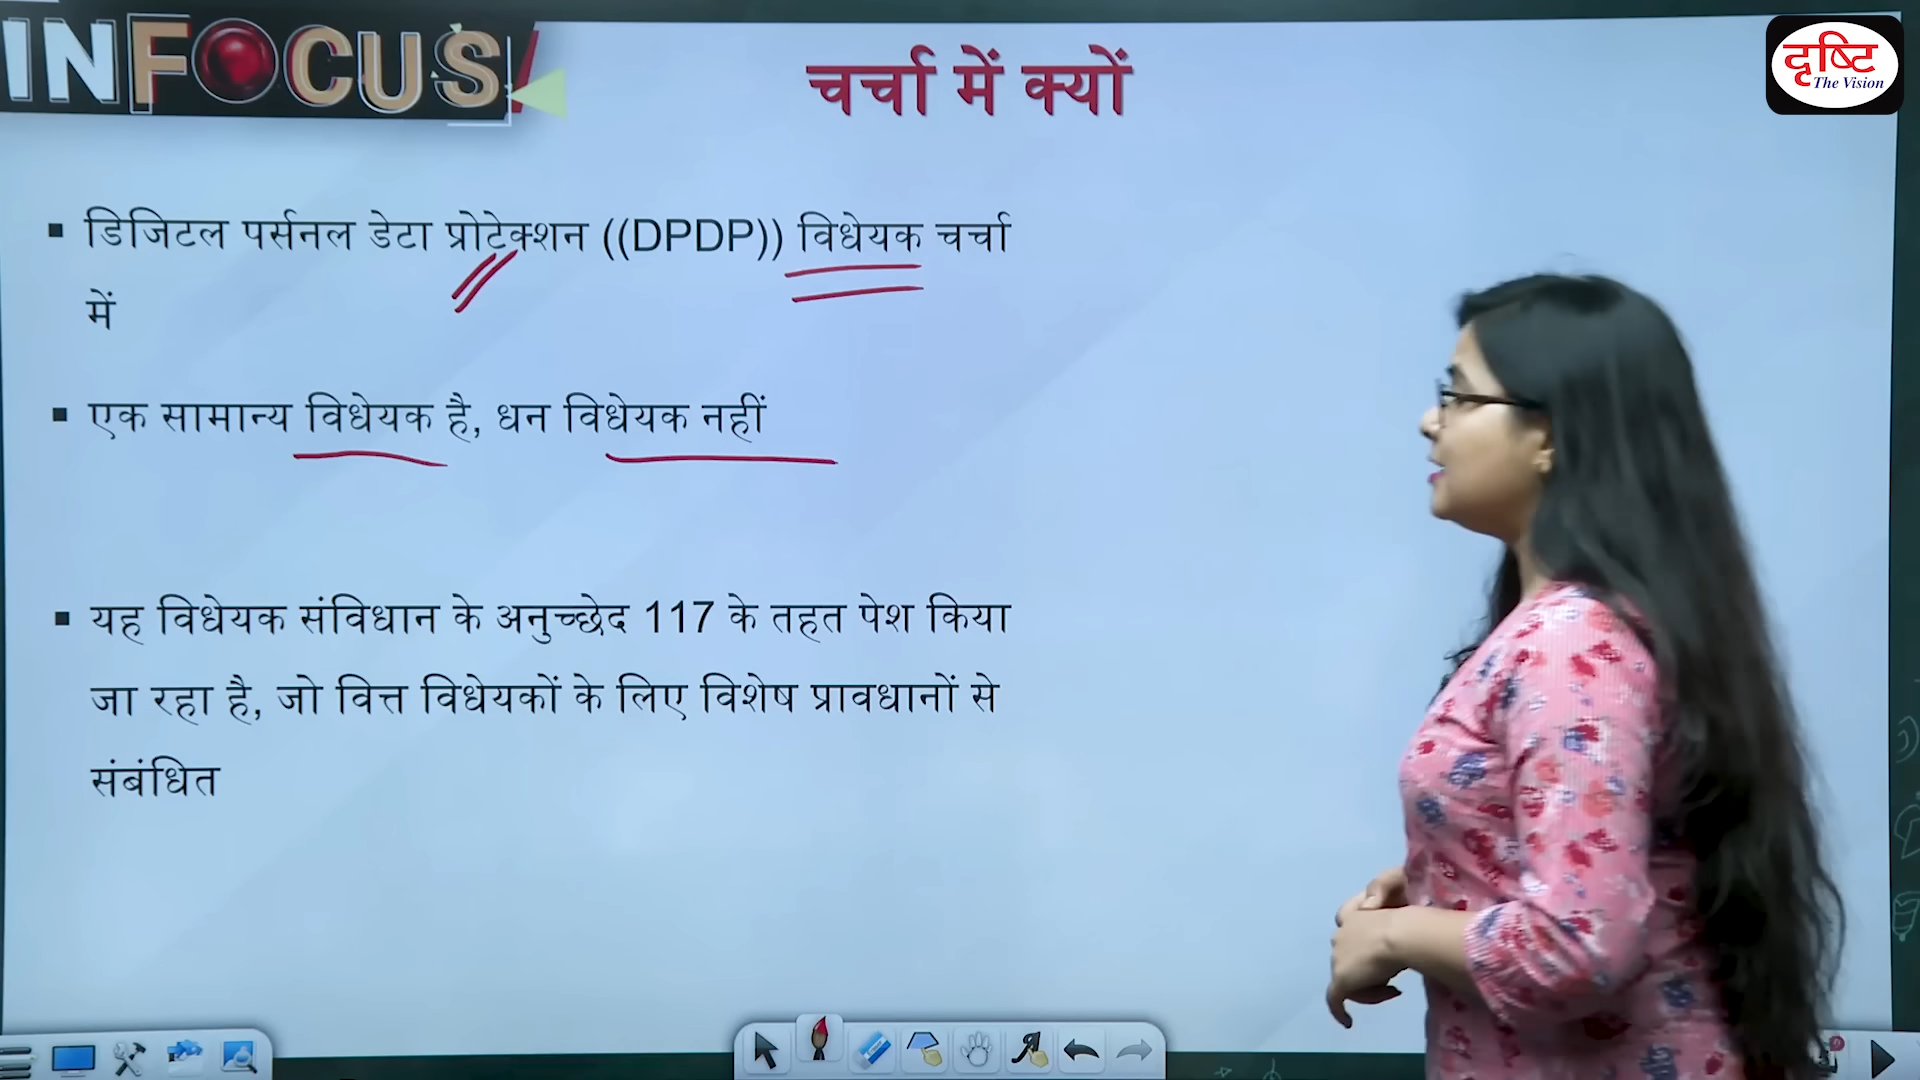 INFOCUS
चर्चा में क्यों
दृष्टि
The Vision
▪ डिजिटल पर्सनल डेटा प्रोटेक्शन ((DPDP)) विधेयक चर्चा
में
▪ एक सामान्य विधेयक है, धन विधेयक नहीं
▪ यह विधेयक संविधान के अनुच्छेद 117 के तहत पेश किया
जा रहा है, जो वित्त विधेयकों के लिए विशेष प्रावधानों से
संबंधित